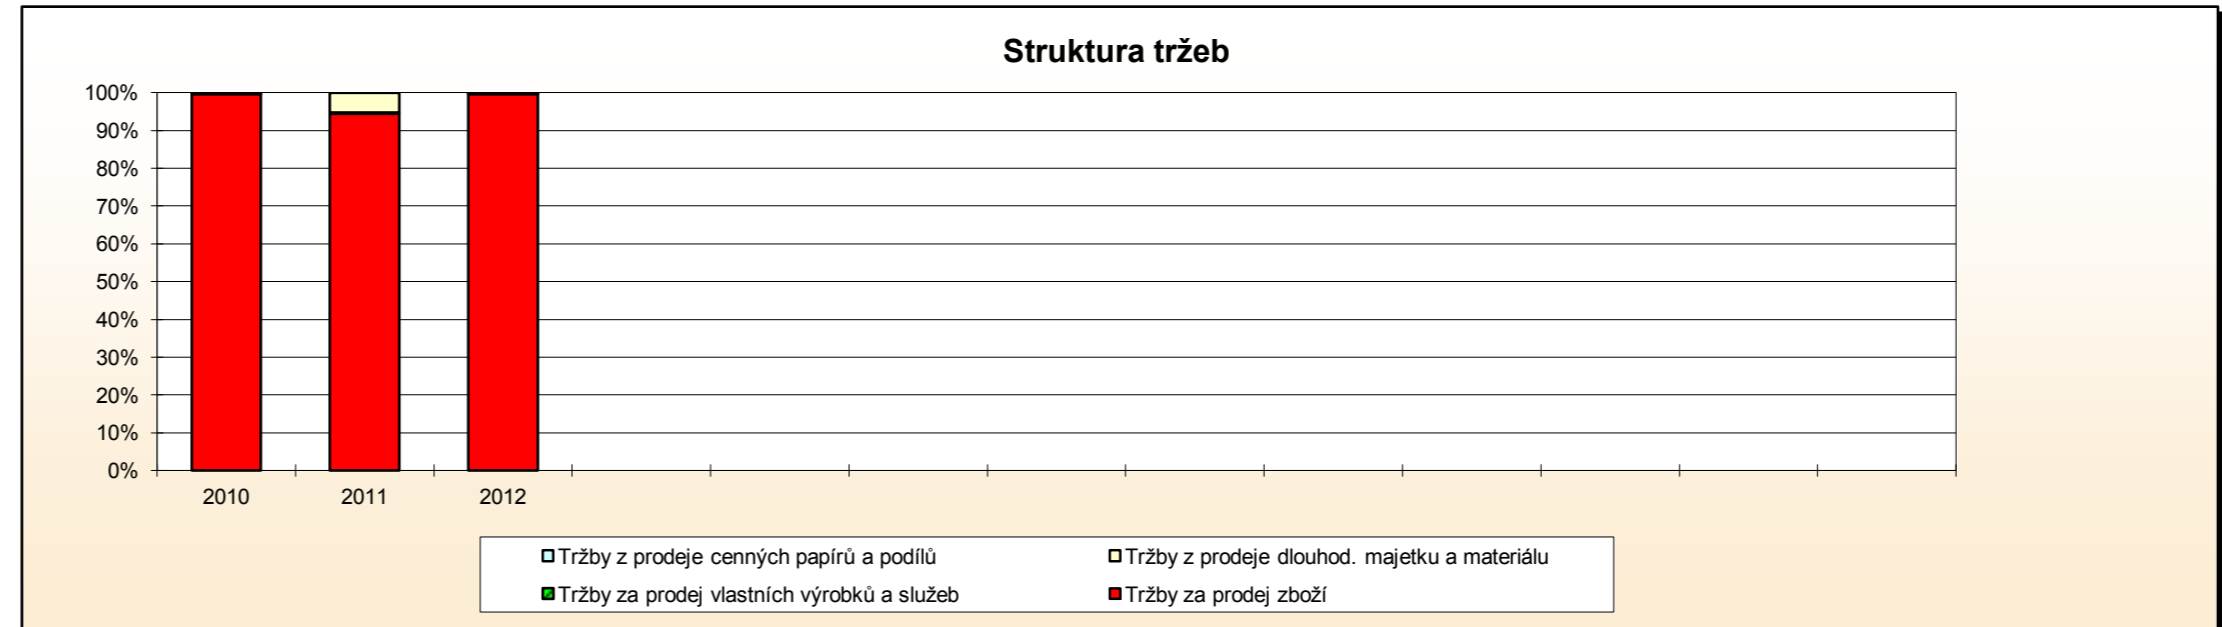 Struktura tržeb
100%
90%
80%
70%
60%
50%
40%
30%
20%
10%
0%
2010 2011 2012
Tržby z prodeje cenných papírů a podílů Tržby z prodeje dlouhod. majetku a materiálu
Tržby za prodej vlastních výrobků a služeb Tržby za prodej zboží